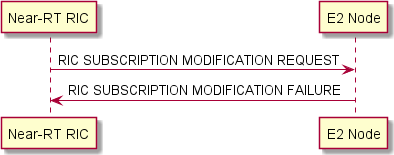 Near-RT RIC
E2 Node
RIC SUBSCRIPTION MODIFICATION REQUEST
RIC SUBSCRIPTION MODIFICATION FAILURE
Near-RT RIC
E2 Node